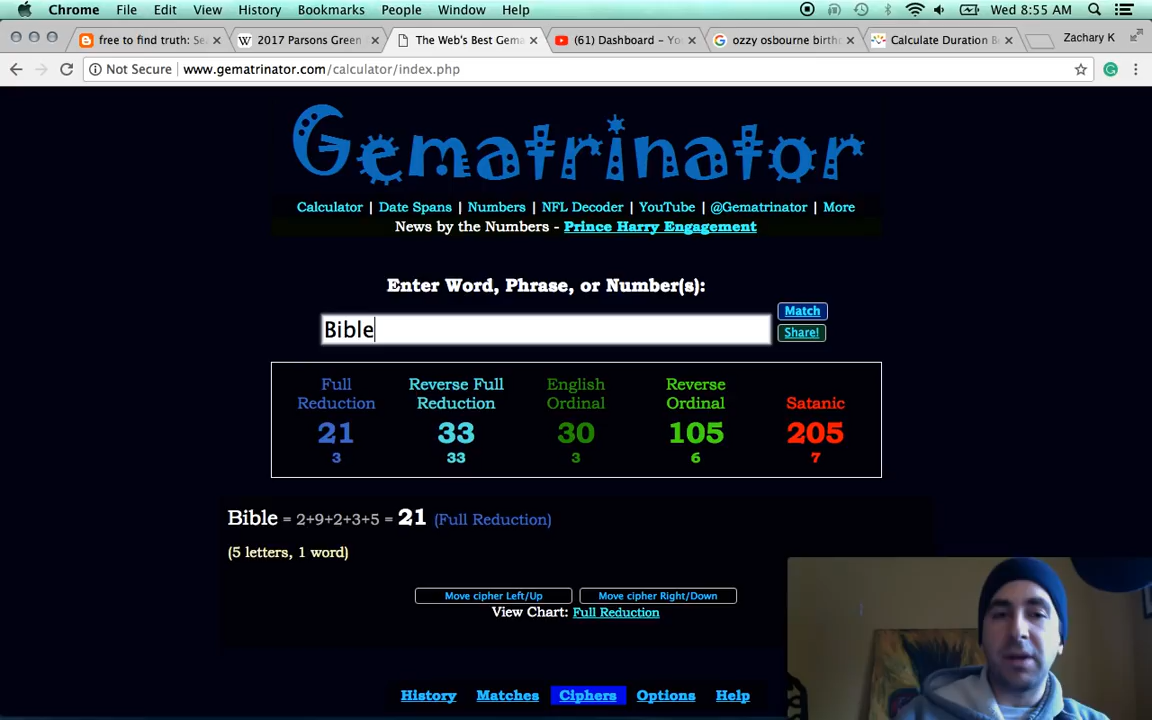 Chrome File Edit View History Bookmarks People Window Help Wed 8:55 AM
free to find truth: Se 2017 Parsons Green The Web's Best Gema (61) Dashboard - Yo ozzy osbourne birth Calculate Duration B Zachary K
Not Secure www.gematrinator.com/calculator/index.php
Gematrinator
Calculator | Date Spans | Numbers | NFL Decoder | YouTube | @Gematrinator | More
News by the Numbers - Prince Harry Engagement
Enter Word, Phrase, or Number(s):
Match
Bible
Share!
Full Reduction Reverse Full Reduction English Ordinal Reverse Ordinal Satanic
21 33 30 105 205
3 33 3 6 7
Bible = 2+9+2+3+5 = 21 (Full Reduction)
(5 letters, 1 word)
Move cipher Left/Up Move cipher Right/Down
View Chart: Full Reduction
History Matches Ciphers Options Help